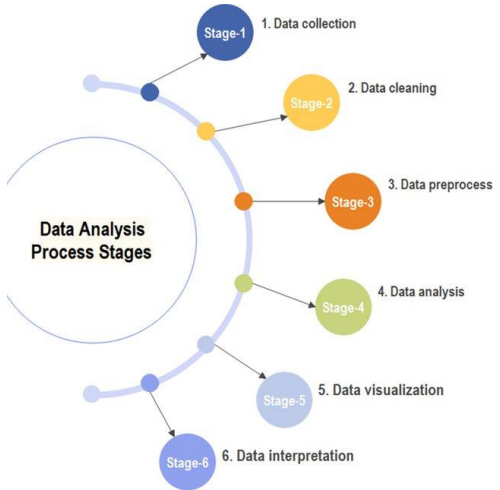 Stage-1
1. Data collection
Stage-2
2. Data cleaning
Stage-3
3. Data preprocess
Data Analysis
Process Stages
Stage-4
4. Data analysis
Stage-5
5. Data visualization
Stage-6
6. Data interpretation